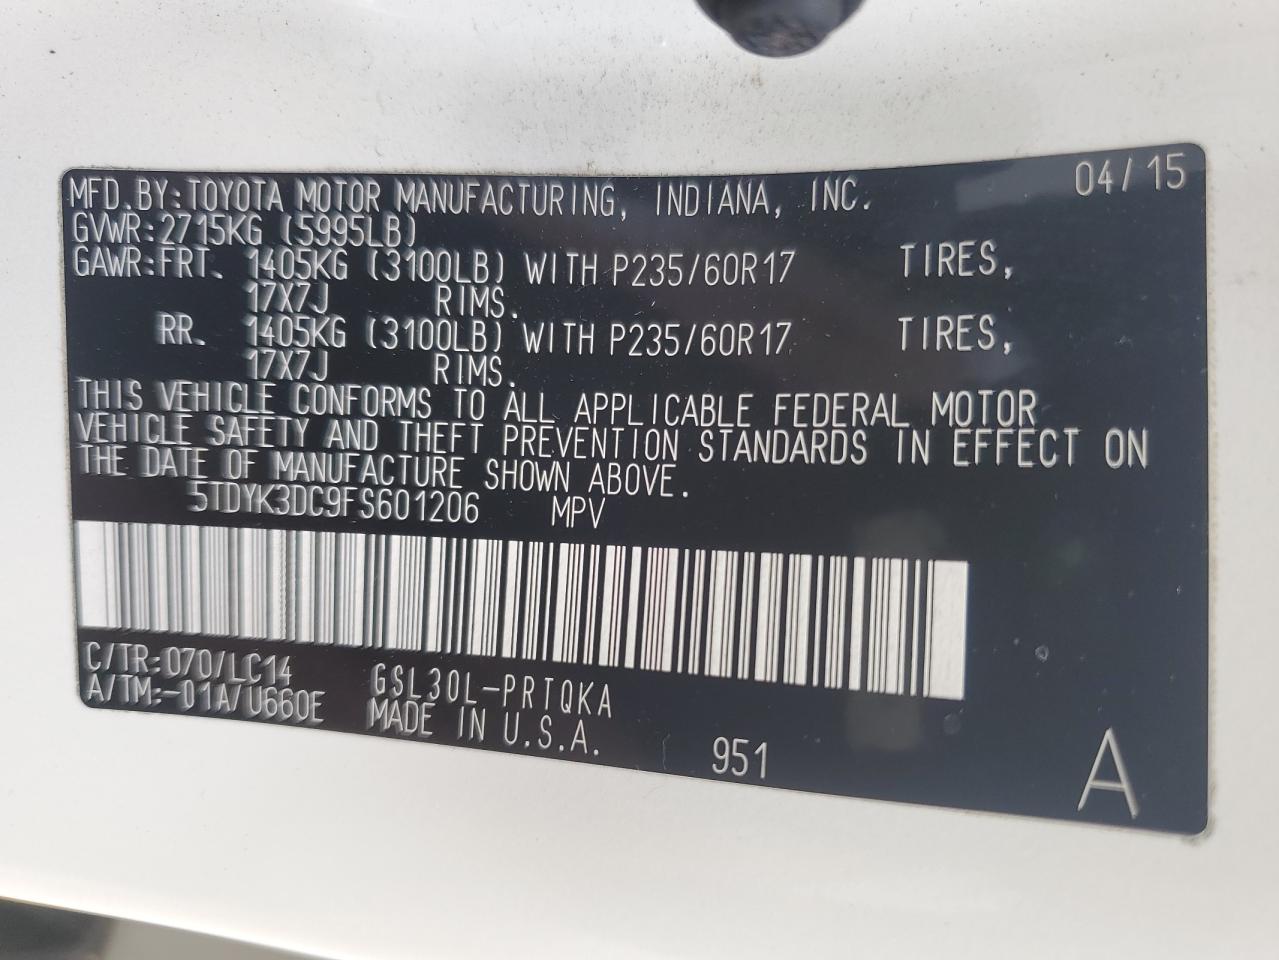 04/15
MFD.BY:TOYOTA MOTOR MANUFACTURING, INDIANA, INC.
GVWR:2715KG (5995LB)
GAWR:FRT. 1405KG (3100LB) WITH P235/60R17 TIRES,
17X7J RIMS.
RR. 1405KG (3100LB) WITH P235/60R17 TIRES,
17X7J RIMS.
THIS VEHICLE CONFORMS TO ALL APPLICABLE FEDERAL MOTOR
VEHICLE SAFETY AND THEFT PREVENTION STANDARDS IN EFFECT ON
THE DATE OF MANUFACTURE SHOWN ABOVE.
5TDYK3DC9FS601206 MPV
C/TR:070/LC14 GSL30L-PRTQKA
A/TM:-01A/U660E MADE IN U.S.A.
951
A